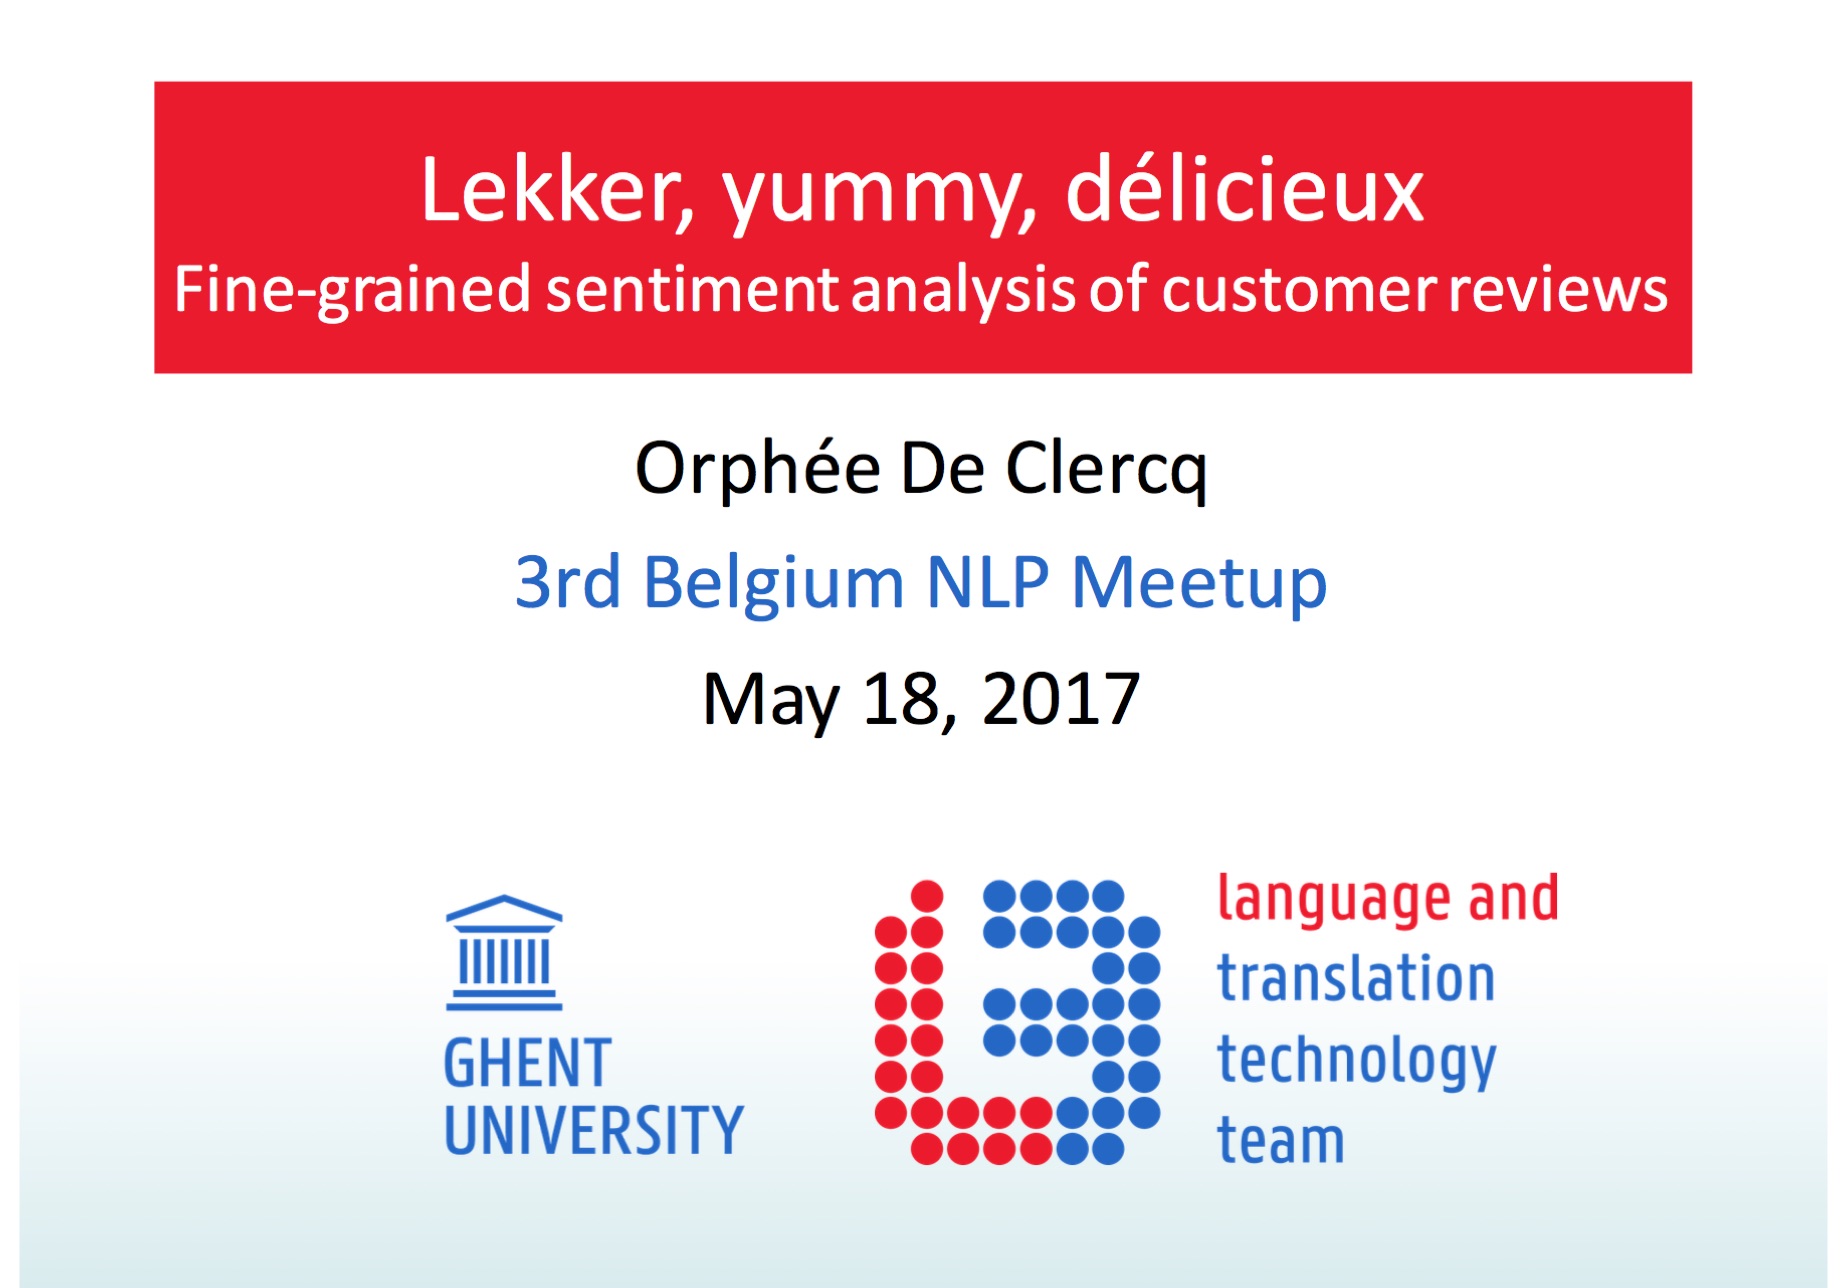 Lekker, yummy, délicieux
Fine-grained sentiment analysis of customer reviews
Orphée De Clercq
3rd Belgium NLP Meetup
May 18, 2017
GHENT
UNIVERSITY
language and
translation
technology
team